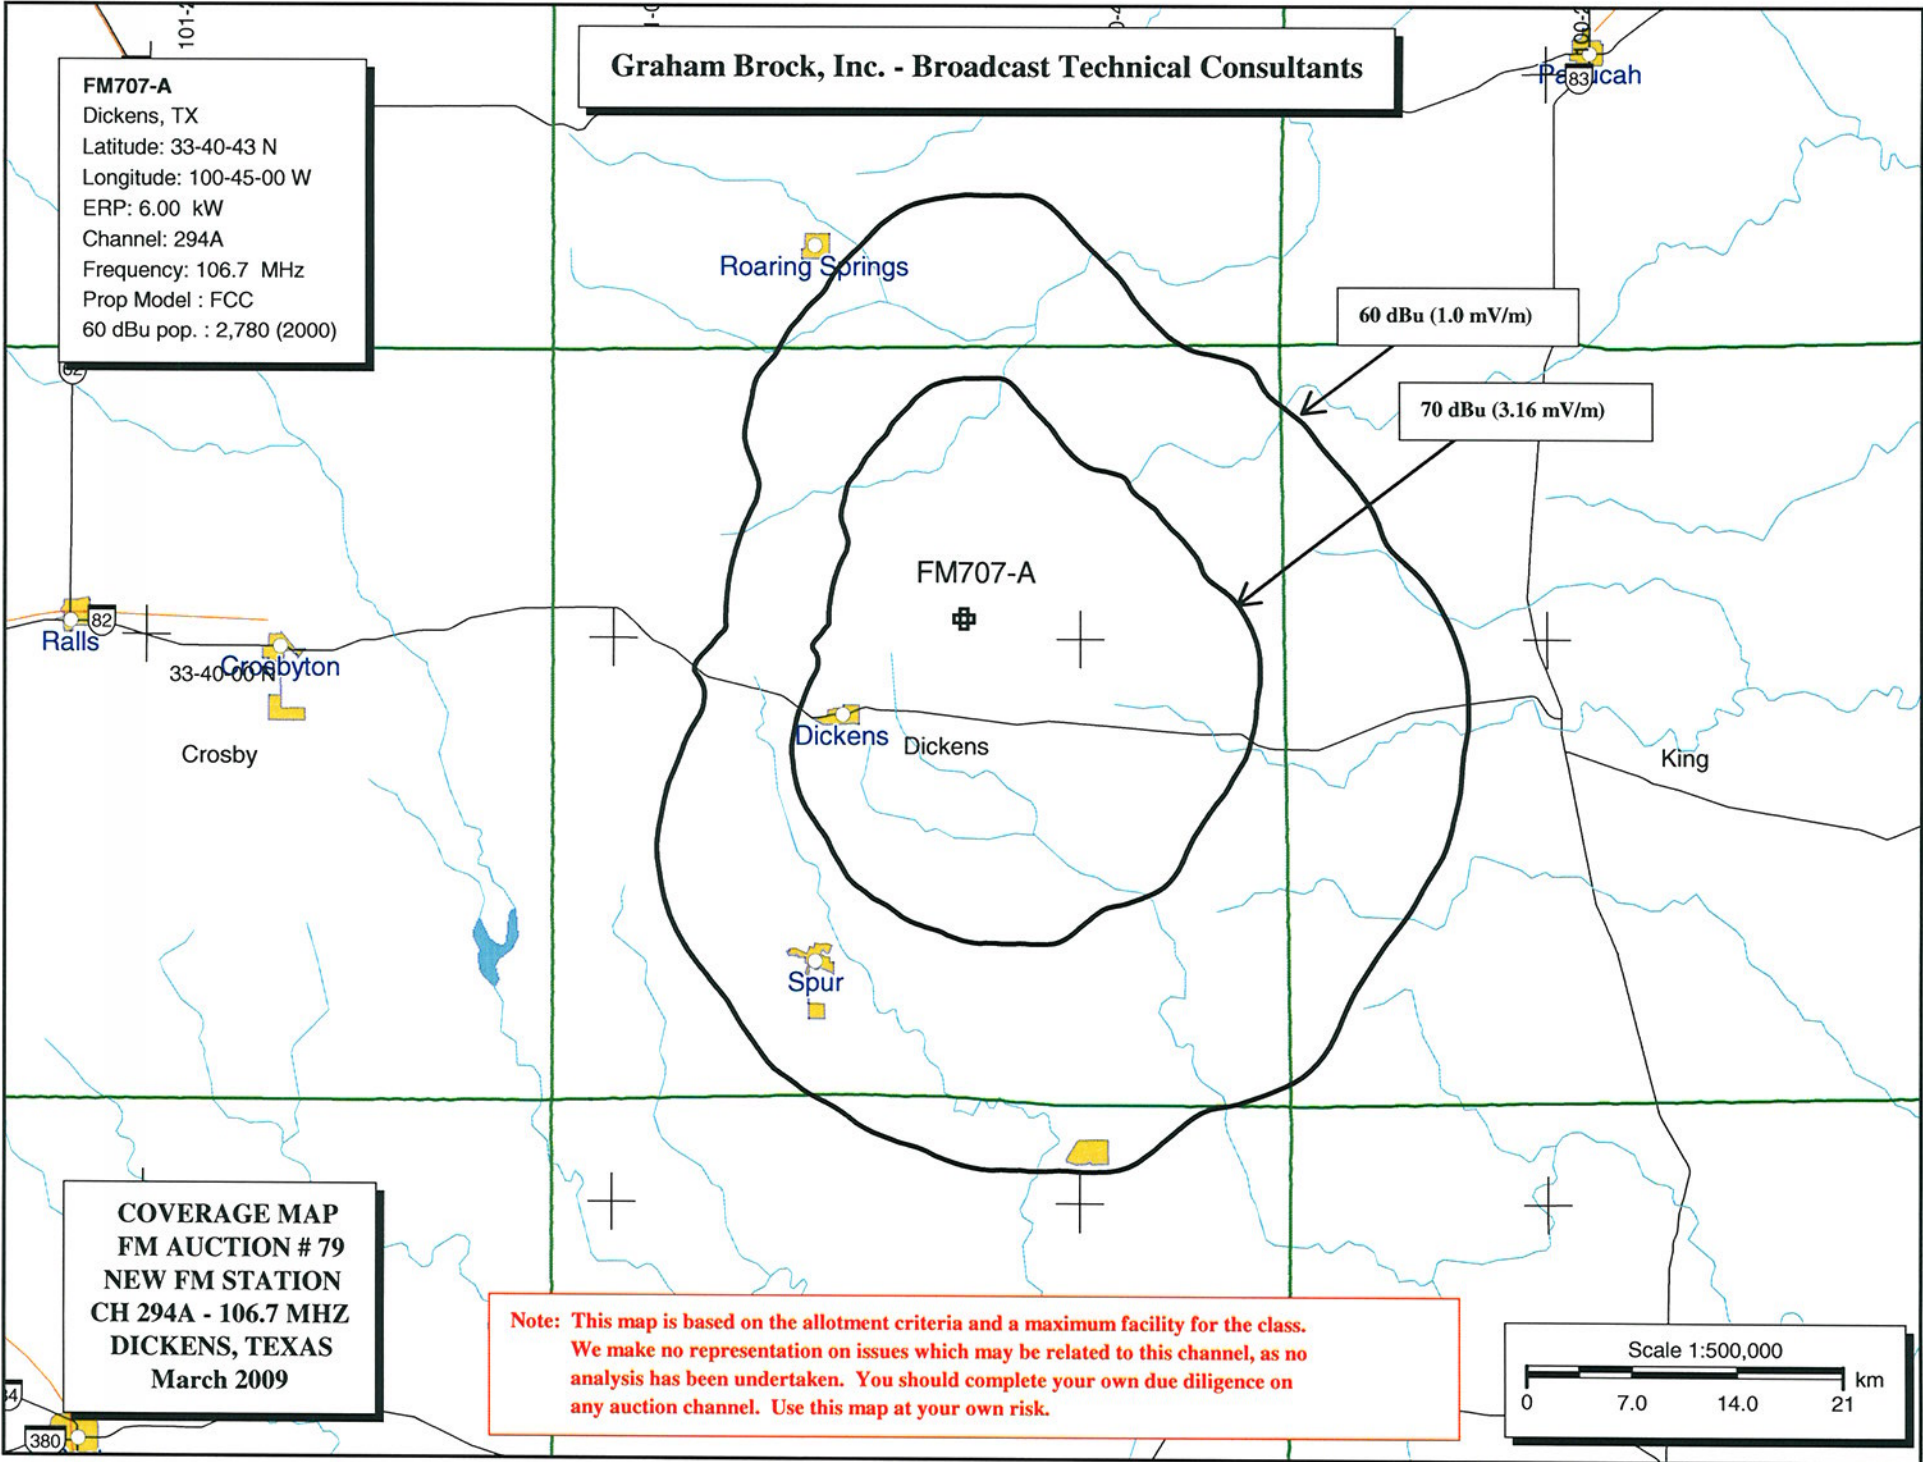 101-2
Graham Brock, Inc. - Broadcast Technical Consultants
83
FM707-A
Dickens, TX
Latitude: 33-40-43 N
Longitude: 100-45-00 W
ERP: 6.00 kW
Channel: 294A
Frequency: 106.7 MHz
Prop Model : FCC
60 dBu pop. : 2,780 (2000)
Roaring Springs
60 dBu (1.0 mV/m)
70 dBu (3.16 mV/m)
FM707-A
82
Ralls
Crosbyton
33-40-00 N
Dickens
Dickens
Crosby
King
Spur
COVERAGE MAP
FM AUCTION # 79
NEW FM STATION
CH 294A - 106.7 MHZ
DICKENS, TEXAS
March 2009
Note: This map is based on the allotment criteria and a maximum facility for the class.
We make no representation on issues which may be related to this channel, as no
analysis has been undertaken. You should complete your own due diligence on
any auction channel. Use this map at your own risk.
Scale 1:500,000
km
0 7.0 14.0 21
380